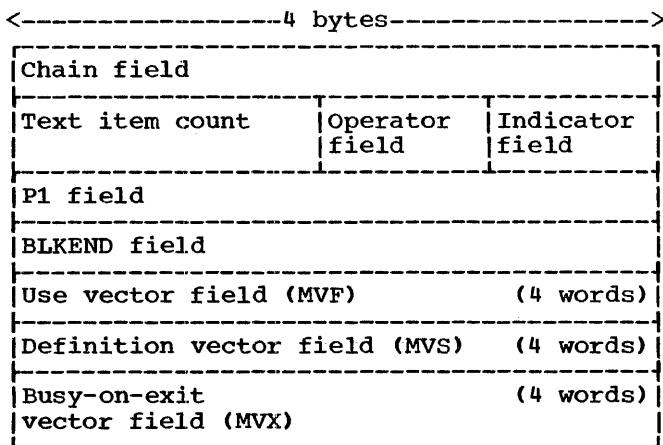 <-----------------4 bytes----------------->
Chain field
Text item count Operator field Indicator field
P1 field
BLKEND field
Use vector field (MVF) (4 words)
Definition vector field (MVS) (4 words)
Busy-on-exit (4 words)
vector field (MVX)